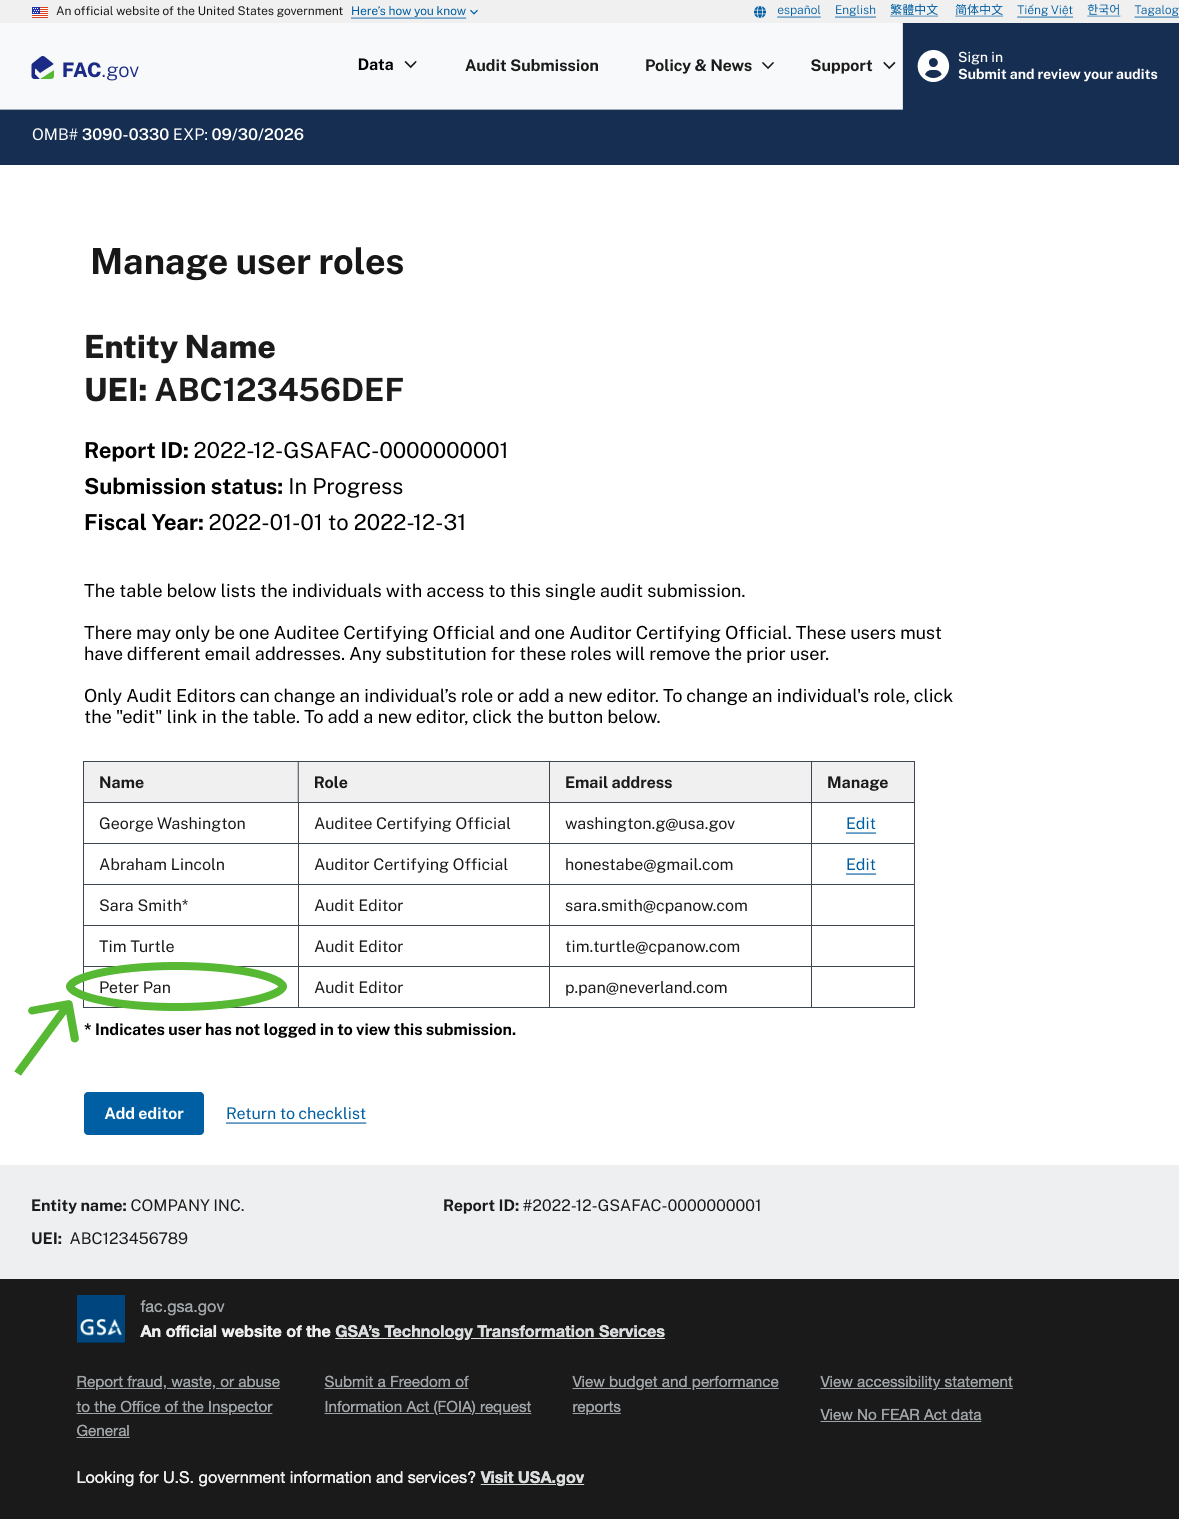 An official website of the United States government Here's how you know
español English 繁體中文 简体中文 Tiếng Việt 한국어 Tagalog
FAC.gov
Data Audit Submission Policy & News Support
Sign in
Submit and review your audits
OMB# 3090-0330 EXP: 09/30/2026
Manage user roles
Entity Name
UEI: ABC123456DEF
Report ID: 2022-12-GSAFAC-0000000001
Submission status: In Progress
Fiscal Year: 2022-01-01 to 2022-12-31
The table below lists the individuals with access to this single audit submission.
There may only be one Auditee Certifying Official and one Auditor Certifying Official. These users must
have different email addresses. Any substitution for these roles will remove the prior user.
Only Audit Editors can change an individual’s role or add a new editor. To change an individual's role, click
the "edit" link in the table. To add a new editor, click the button below.
Name Role Email address Manage
George Washington Auditee Certifying Official washington.g@usa.gov Edit
Abraham Lincoln Auditor Certifying Official honestabe@gmail.com Edit
Sara Smith* Audit Editor sara.smith@cpanow.com
Tim Turtle Audit Editor tim.turtle@cpanow.com
Peter Pan Audit Editor p.pan@neverland.com
* Indicates user has not logged in to view this submission.
Add editor Return to checklist
Entity name: COMPANY INC. Report ID: #2022-12-GSAFAC-0000000001
UEI: ABC123456789
GSA
fac.gsa.gov
An official website of the GSA’s Technology Transformation Services
Report fraud, waste, or abuse
to the Office of the Inspector
General
Submit a Freedom of
Information Act (FOIA) request
View budget and performance
reports
View accessibility statement
View No FEAR Act data
Looking for U.S. government information and services? Visit USA.gov